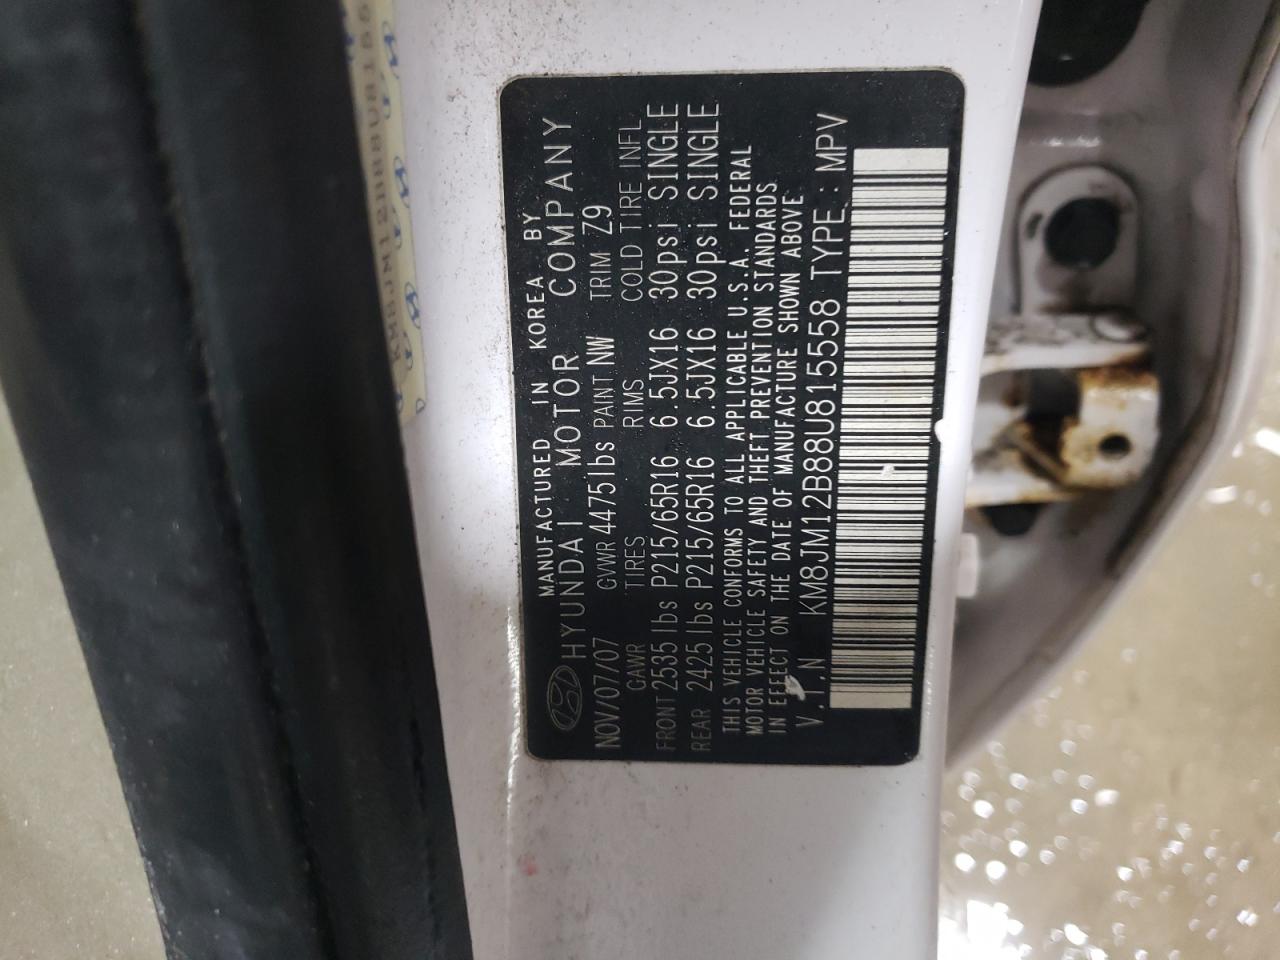 MANUFACTURED IN KOREA BY
HYUNDAI MOTOR COMPANY
NOV/07/07 GVWR 4475 lbs PAINT NW TRIM Z9
GAWR TIRES RIMS COLD TIRE INFL
FRONT 2535 lbs P215/65R16 6.5JX16 30psi SINGLE
REAR 2425 lbs P215/65R16 6.5JX16 30psi SINGLE
THIS VEHICLE CONFORMS TO ALL APPLICABLE U.S.A. FEDERAL
MOTOR VEHICLE SAFETY AND THEFT PREVENTION STANDARDS
IN EFFECT ON THE DATE OF MANUFACTURE SHOWN ABOVE
V.I.N KM8JM12B88U815558 TYPE : MPV